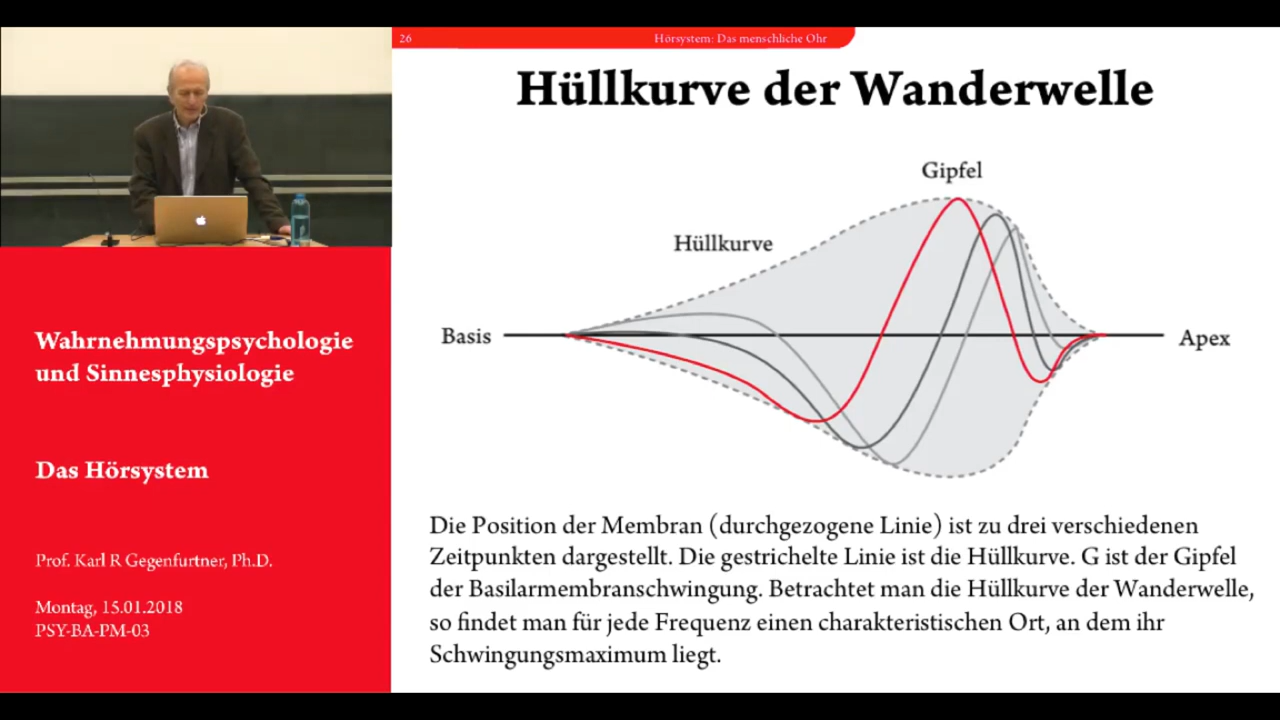 26
Hörsystem: Das menschliche Ohr
Hüllkurve der Wanderwelle
Gipfel
Hüllkurve
Basis
Apex
Die Position der Membran (durchgezogene Linie) ist zu drei verschiedenen
Zeitpunkten dargestellt. Die gestrichelte Linie ist die Hüllkurve. G ist der Gipfel
der Basilarmembranschwingung. Betrachtet man die Hüllkurve der Wanderwelle,
so findet man für jede Frequenz einen charakteristischen Ort, an dem ihr
Schwingungsmaximum liegt.
Wahrnehmungspsychologie
und Sinnesphysiologie
Das Hörsystem
Prof. Karl R Gegenfurtner, Ph.D.
Montag, 15.01.2018
PSY-BA-PM-03